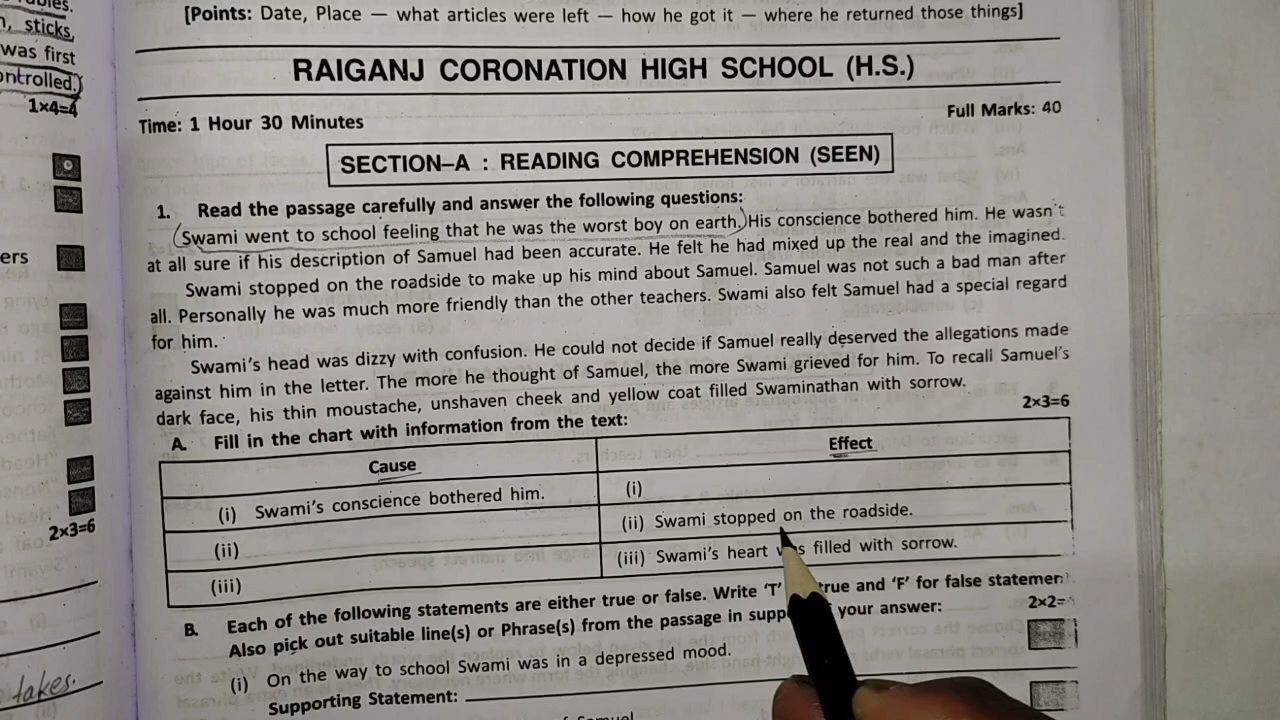 [Points: Date, Place — what articles were left — how he got it — where he returned those things]
sticks,
was first
ontrolled.)
1x4=4
ers
2×3=6
takes.
RAIGANJ CORONATION HIGH SCHOOL (H.S.)
Time: 1 Hour 30 Minutes
Full Marks: 40
SECTION–A : READING COMPREHENSION (SEEN)
1. Read the passage carefully and answer the following questions:
(Swami went to school feeling that he was the worst boy on earth.) His conscience bothered him. He wasn't
at all sure if his description of Samuel had been accurate. He felt he had mixed up the real and the imagined.
Swami stopped on the roadside to make up his mind about Samuel. Samuel was not such a bad man after
all. Personally he was much more friendly than the other teachers. Swami also felt Samuel had a special regard
for him.
Swami's head was dizzy with confusion. He could not decide if Samuel really deserved the allegations made
against him in the letter. The more he thought of Samuel, the more Swami grieved for him. To recall Samuel's
dark face, his thin moustache, unshaven cheek and yellow coat filled Swaminathan with sorrow.
A. Fill in the chart with information from the text:
2×3=6
Cause
Effect
(i) Swami's conscience bothered him.
(i)
(ii)
(ii) Swami stopped on the roadside.
(iii)
(iii) Swami's heart was filled with sorrow.
B. Each of the following statements are either true or false. Write 'T' true and 'F' for false
Also pick out suitable line(s) or Phrase(s) from the passage in your answer:
2×2=
(i) On the way to school Swami was in a depressed mood.
Supporting Statement: